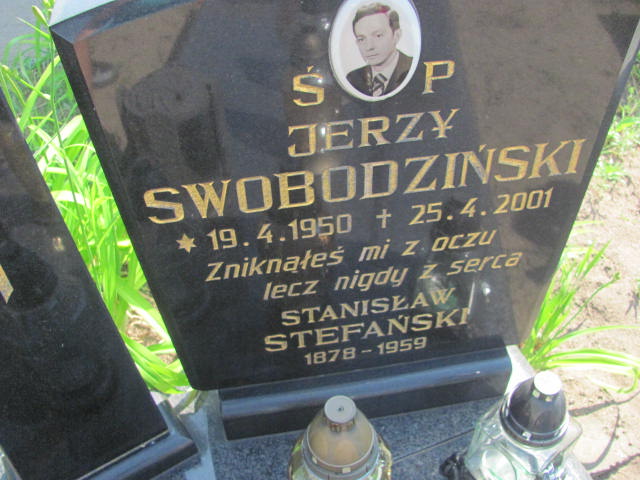 Ś P
JERZY
SWOBODZIŃSKI
* 19.4.1950 † 25.4.2001
Zniknąłeś mi z oczu
lecz nigdy z serca
STANISŁAW
STEFAŃSKI
1878 - 1959